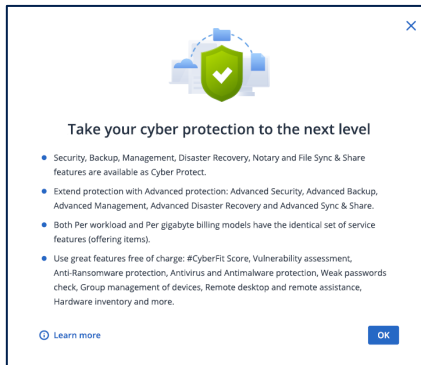 Take your cyber protection to the next level
Security, Backup, Management, Disaster Recovery, Notary and File Sync & Share
features are available as Cyber Protect.
Extend protection with Advanced protection: Advanced Security, Advanced Backup,
Advanced Management, Advanced Disaster Recovery and Advanced Sync & Share.
Both Per workload and Per gigabyte billing models have the identical set of service
features (offering items).
Use great features free of charge: #CyberFit Score, Vulnerability assessment,
Anti-Ransomware protection, Antivirus and Antimalware protection, Weak passwords
check, Group management of devices, Remote desktop and remote assistance,
Hardware inventory and more.
Learn more
OK